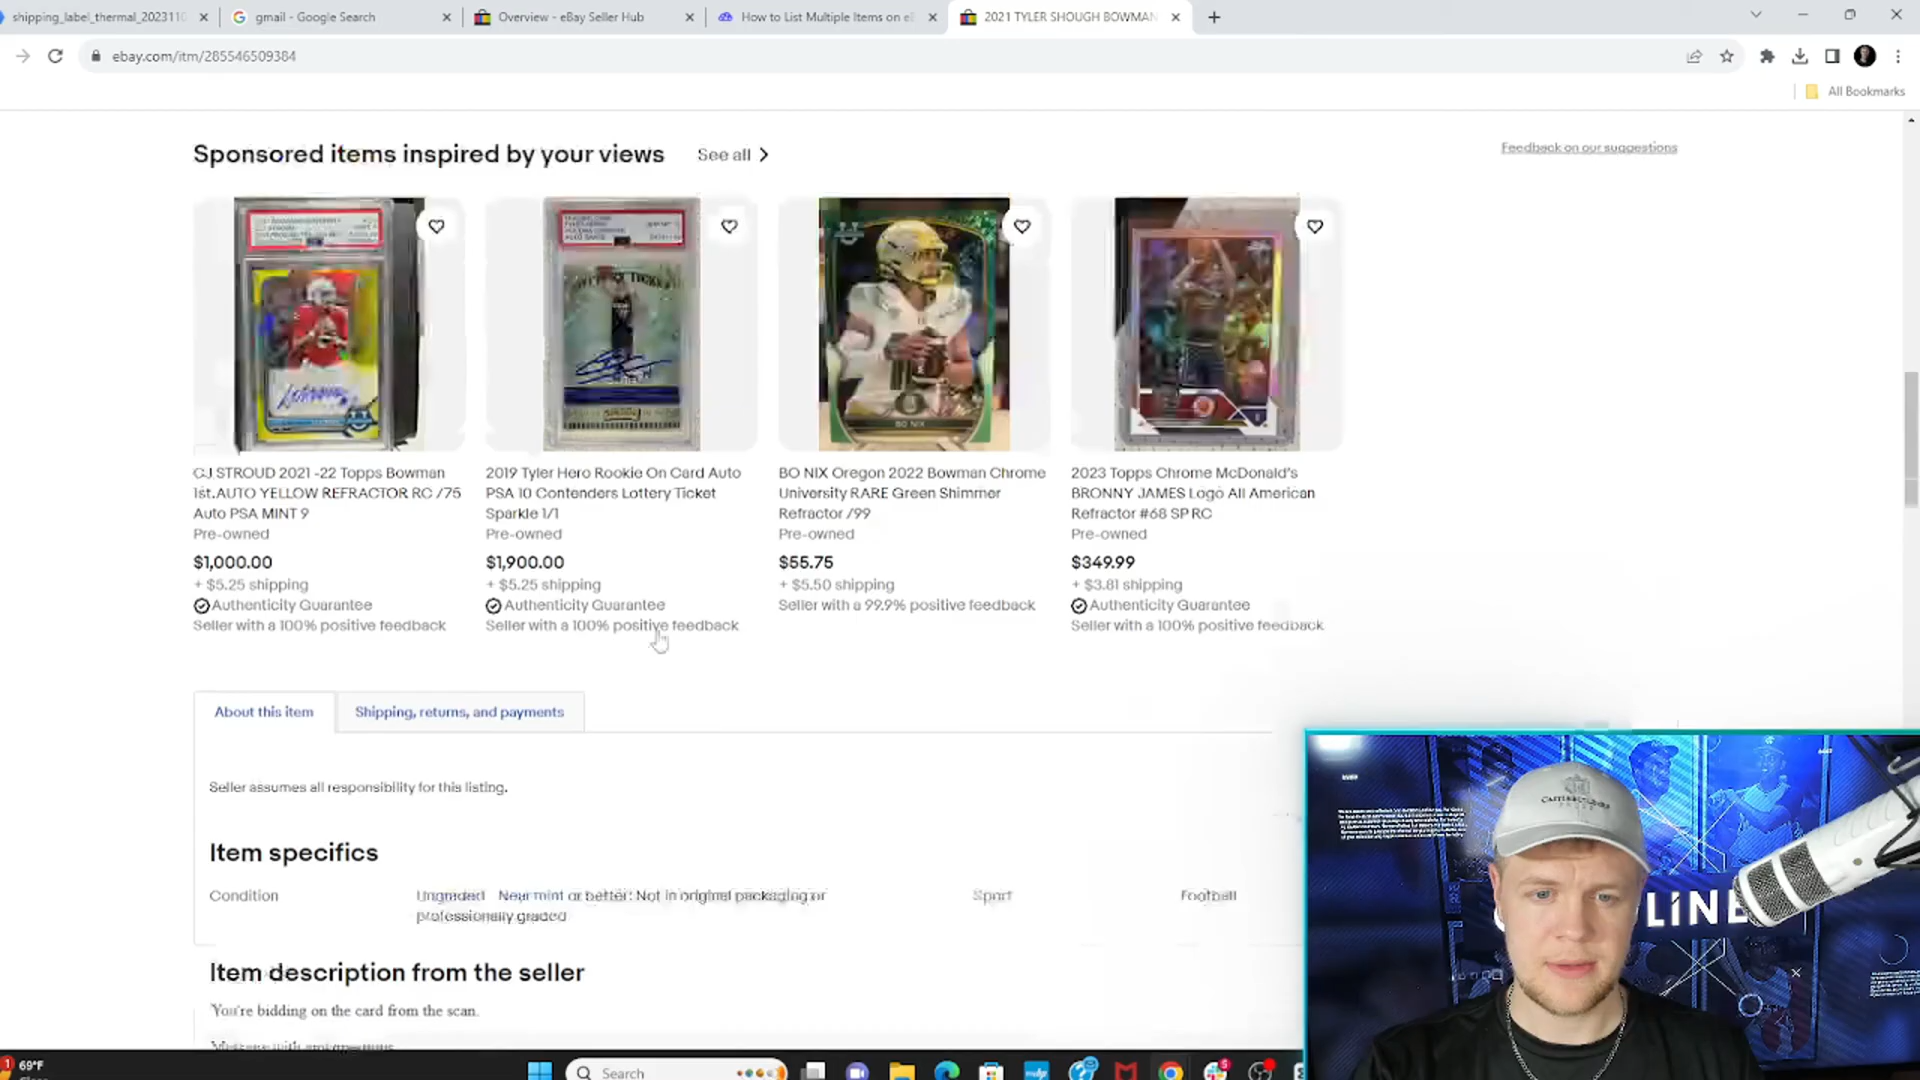 shipping_label_thermal_2023110
gmail - Google Search
Overview - eBay Seller Hub
How to List Multiple Items on eB
2021 TYLER SHOUGH BOWMAN
ebay.com/itm/285546509384
All Bookmarks
Sponsored items inspired by your views
See all
Feedback on our suggestions
BO NIX
CJ STROUD 2021 -22 Topps Bowman
1st.AUTO YELLOW REFRACTOR RC /75
Auto PSA MINT 9
Pre-owned
$1,000.00
+ $5.25 shipping
Authenticity Guarantee
Seller with a 100% positive feedback
2019 Tyler Hero Rookie On Card Auto
PSA 10 Contenders Lottery Ticket
Sparkle 1/1
Pre-owned
$1,900.00
+ $5.25 shipping
Authenticity Guarantee
Seller with a 100% positive feedback
BO NIX Oregon 2022 Bowman Chrome
University RARE Green Shimmer
Refractor /99
Pre-owned
$55.75
+ $5.50 shipping
Seller with a 99.9% positive feedback
2023 Topps Chrome McDonald's
BRONNY JAMES Logo All American
Refractor #68 SP RC
Pre-owned
$349.99
+ $3.81 shipping
Authenticity Guarantee
Seller with a 100% positive feedback
About this item
Shipping, returns, and payments
Seller assumes all responsibility for this listing.
Item specifics
Condition
Ungraded Near mint or better: Not in original packaging or
professionally graded
Sport
Football
Item description from the seller
You're bidding on the card from the scan.
LINE
1
69°F
Search